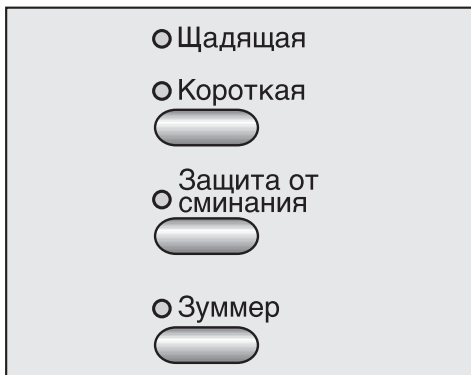 Щадящая
Короткая
Защита от
сминания
Зуммер